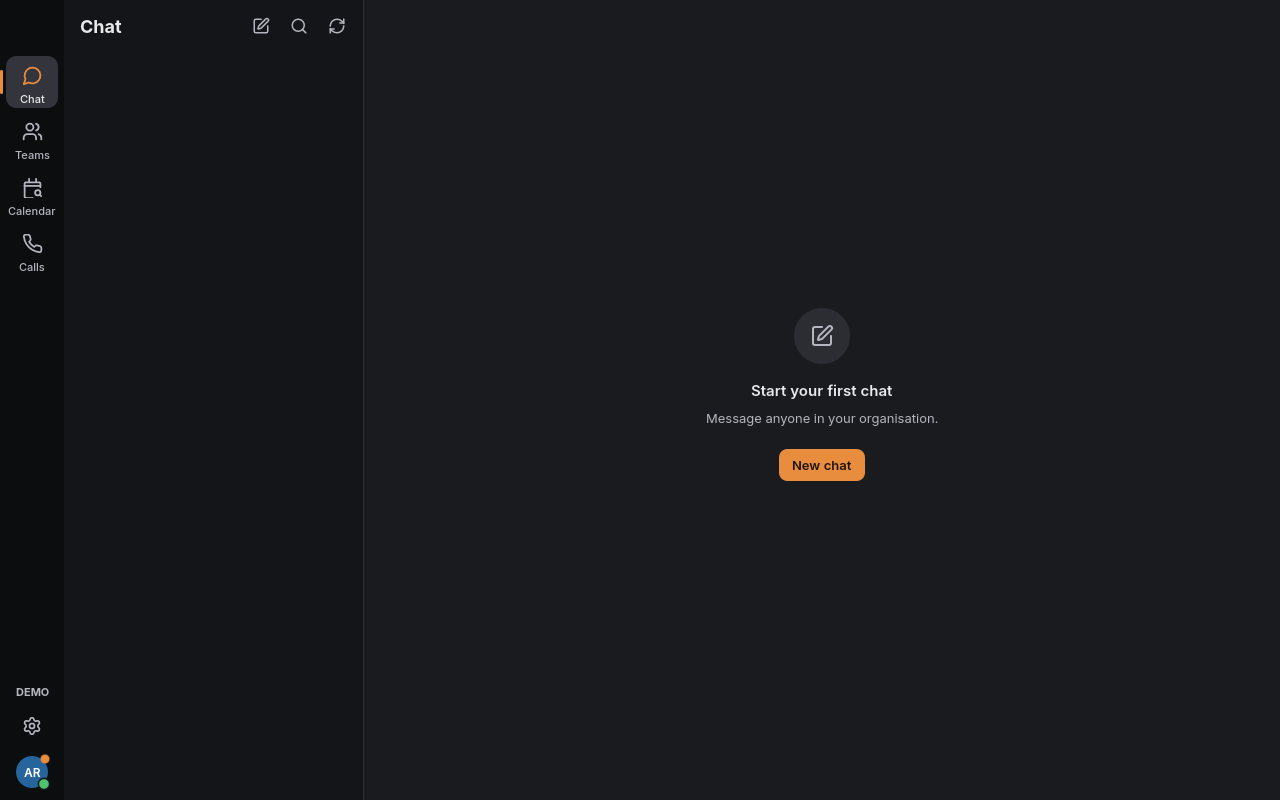 Chat
Chat
Teams
Calendar
Calls
Start your first chat
Message anyone in your organisation.
New chat
DEMO
AR